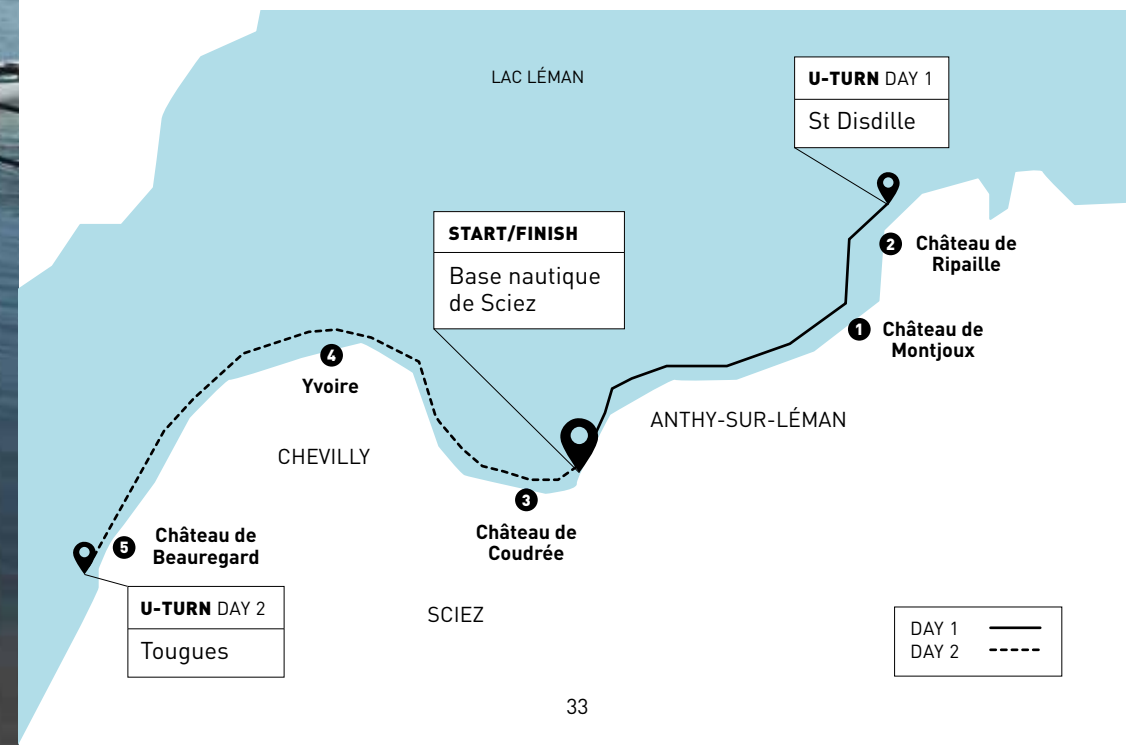 LAC LÉMAN
U-TURN DAY 1
St Disdille
START/FINISH
Base nautique
de Sciez
2 Château de
Ripaille
1 Château de
Montjoux
4
Yvoire
ANTHY-SUR-LÉMAN
CHEVILLY
3
Château de
Coudrée
5 Château de
Beauregard
U-TURN DAY 2
Tougues
SCIEZ
DAY 1
DAY 2
33